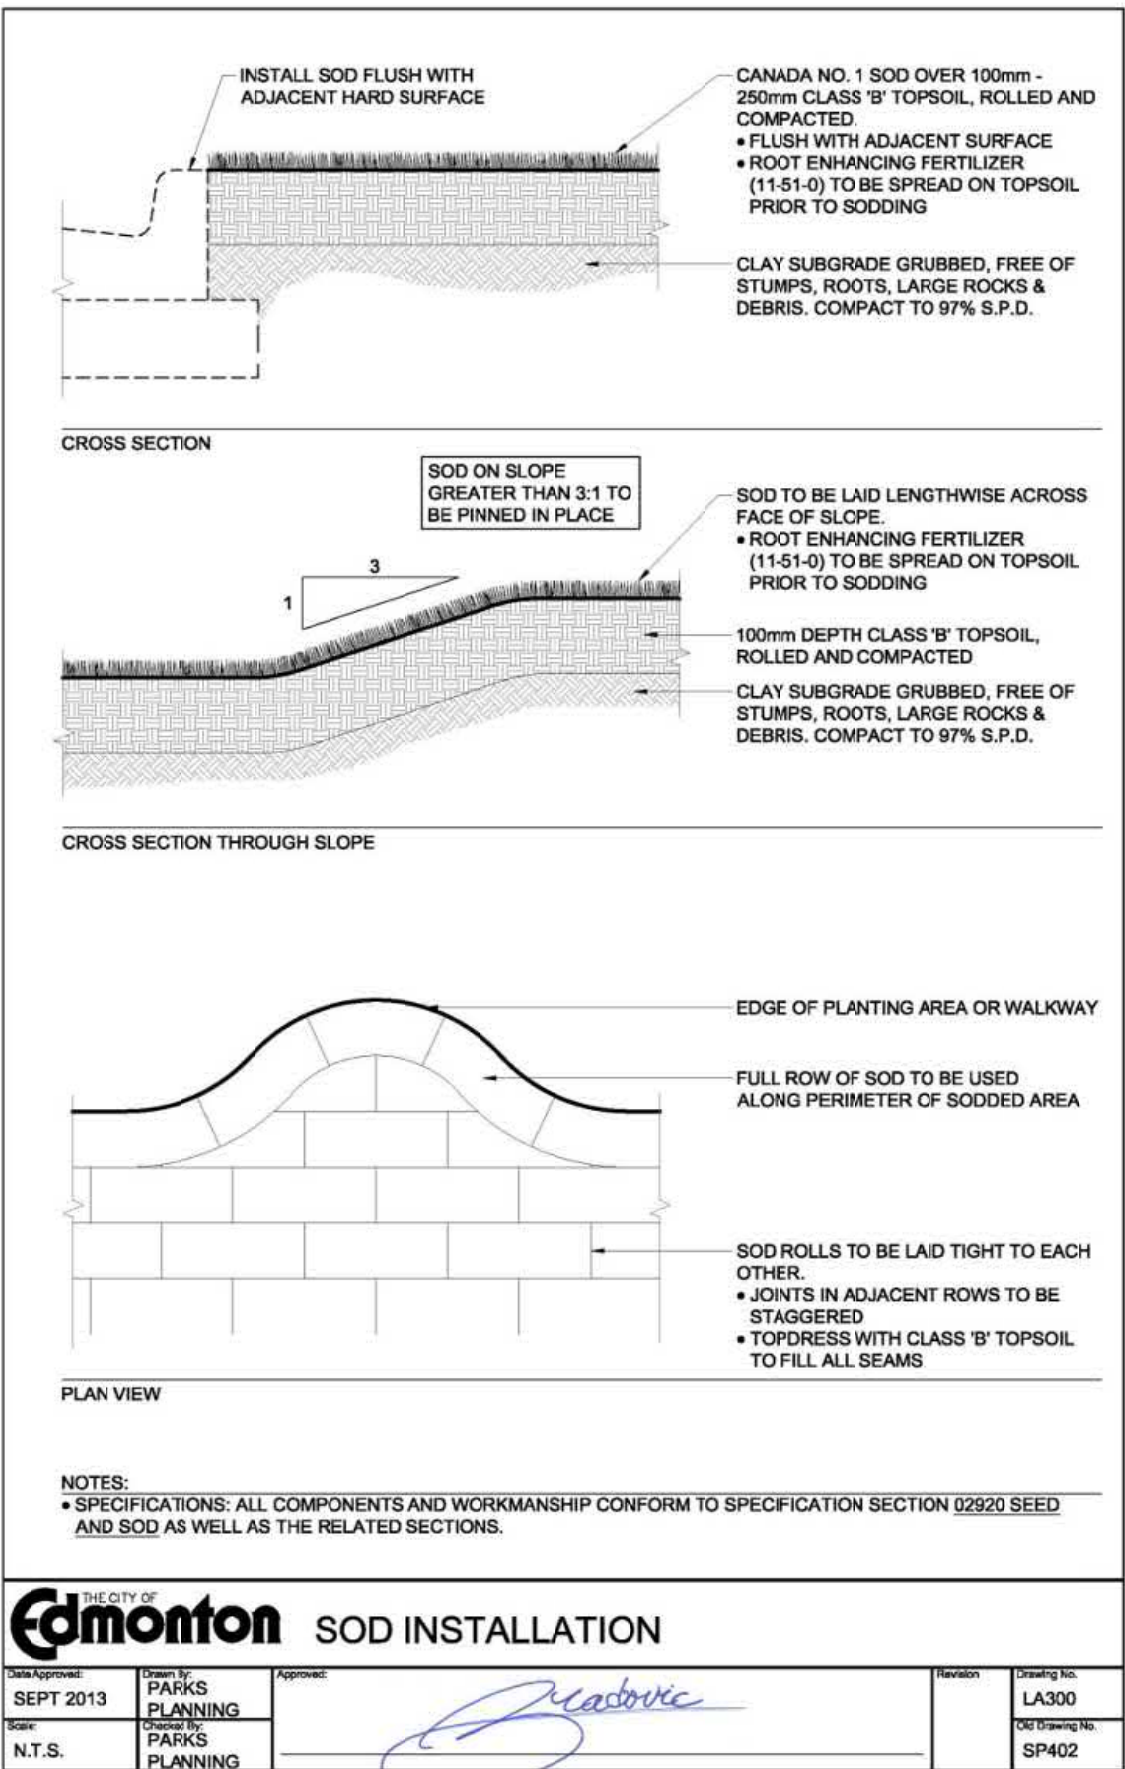 INSTALL SOD FLUSH WITH
ADJACENT HARD SURFACE
CANADA NO. 1 SOD OVER 100mm -
250mm CLASS 'B' TOPSOIL, ROLLED AND
COMPACTED.
• FLUSH WITH ADJACENT SURFACE
• ROOT ENHANCING FERTILIZER
(11-51-0) TO BE SPREAD ON TOPSOIL
PRIOR TO SODDING
CLAY SUBGRADE GRUBBED, FREE OF
STUMPS, ROOTS, LARGE ROCKS &
DEBRIS. COMPACT TO 97% S.P.D.
CROSS SECTION
SOD ON SLOPE
GREATER THAN 3:1 TO
BE PINNED IN PLACE
3
1
SOD TO BE LAID LENGTHWISE ACROSS
FACE OF SLOPE.
• ROOT ENHANCING FERTILIZER
(11-51-0) TO BE SPREAD ON TOPSOIL
PRIOR TO SODDING
100mm DEPTH CLASS 'B' TOPSOIL,
ROLLED AND COMPACTED
CLAY SUBGRADE GRUBBED, FREE OF
STUMPS, ROOTS, LARGE ROCKS &
DEBRIS. COMPACT TO 97% S.P.D.
CROSS SECTION THROUGH SLOPE
EDGE OF PLANTING AREA OR WALKWAY
FULL ROW OF SOD TO BE USED
ALONG PERIMETER OF SODDED AREA
SOD ROLLS TO BE LAID TIGHT TO EACH
OTHER.
• JOINTS IN ADJACENT ROWS TO BE
STAGGERED
• TOPDRESS WITH CLASS 'B' TOPSOIL
TO FILL ALL SEAMS
PLAN VIEW
NOTES:
• SPECIFICATIONS: ALL COMPONENTS AND WORKMANSHIP CONFORM TO SPECIFICATION SECTION 02920 SEED
AND SOD AS WELL AS THE RELATED SECTIONS.
THE CITY OF
Edmonton
SOD INSTALLATION
Date Approved:
SEPT 2013
Drawn By:
PARKS
PLANNING
Approved:
Revision
Drawing No.
LA300
Scale:
N.T.S.
Checked By:
PARKS
PLANNING
Old Drawing No.
SP402